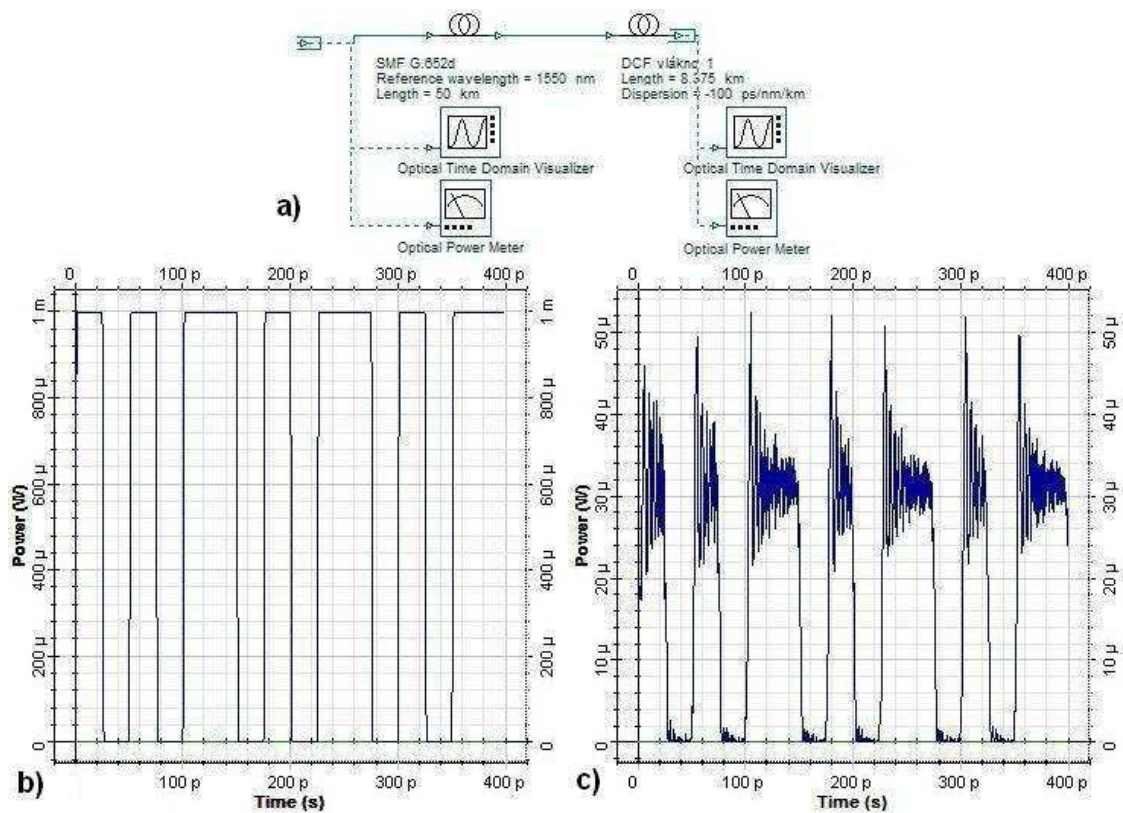 SMF G.652d
Reference wavelength = 1550 nm
Length = 50 km
DCF vlákno 1
Length = 8.375 km
Dispersion = -100 ps/nm/km
Optical Time Domain Visualizer
Optical Time Domain Visualizer
a)
Optical Power Meter
Optical Power Meter
0 100 p 200 p 300 p 400 p
1 m
800 µ
600 µ
400 µ
200 µ
0
Power (W)
1 m
800 µ
600 µ
400 µ
200 µ
0
0 100 p 200 p 300 p 400 p
Time (s)
b)
0 100 p 200 p 300 p 400 p
50 µ
40 µ
30 µ
20 µ
10 µ
0
Power (W)
50 µ
40 µ
30 µ
20 µ
10 µ
0
0 100 p 200 p 300 p 400 p
Time (s)
c)